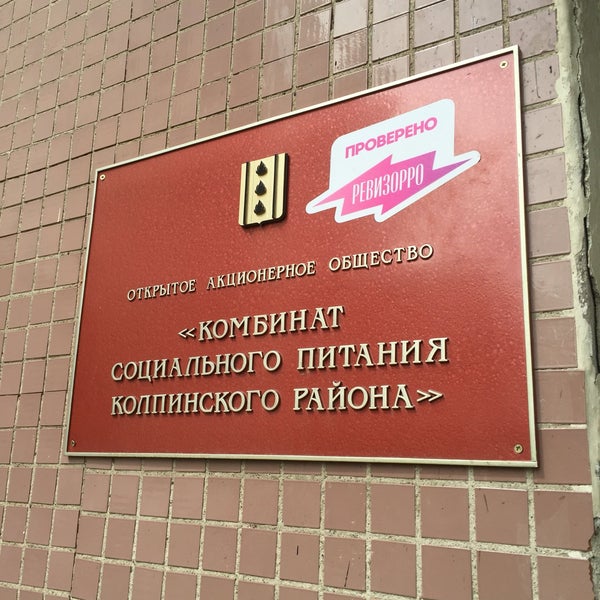 ПРОВЕРЕНО
РЕВИЗОРРО
ОТКРЫТОЕ АКЦИОНЕРНОЕ ОБЩЕСТВО
«КОМБИНАТ
СОЦИАЛЬНОГО ПИТАНИЯ
КОЛПИНСКОГО РАЙОНА»